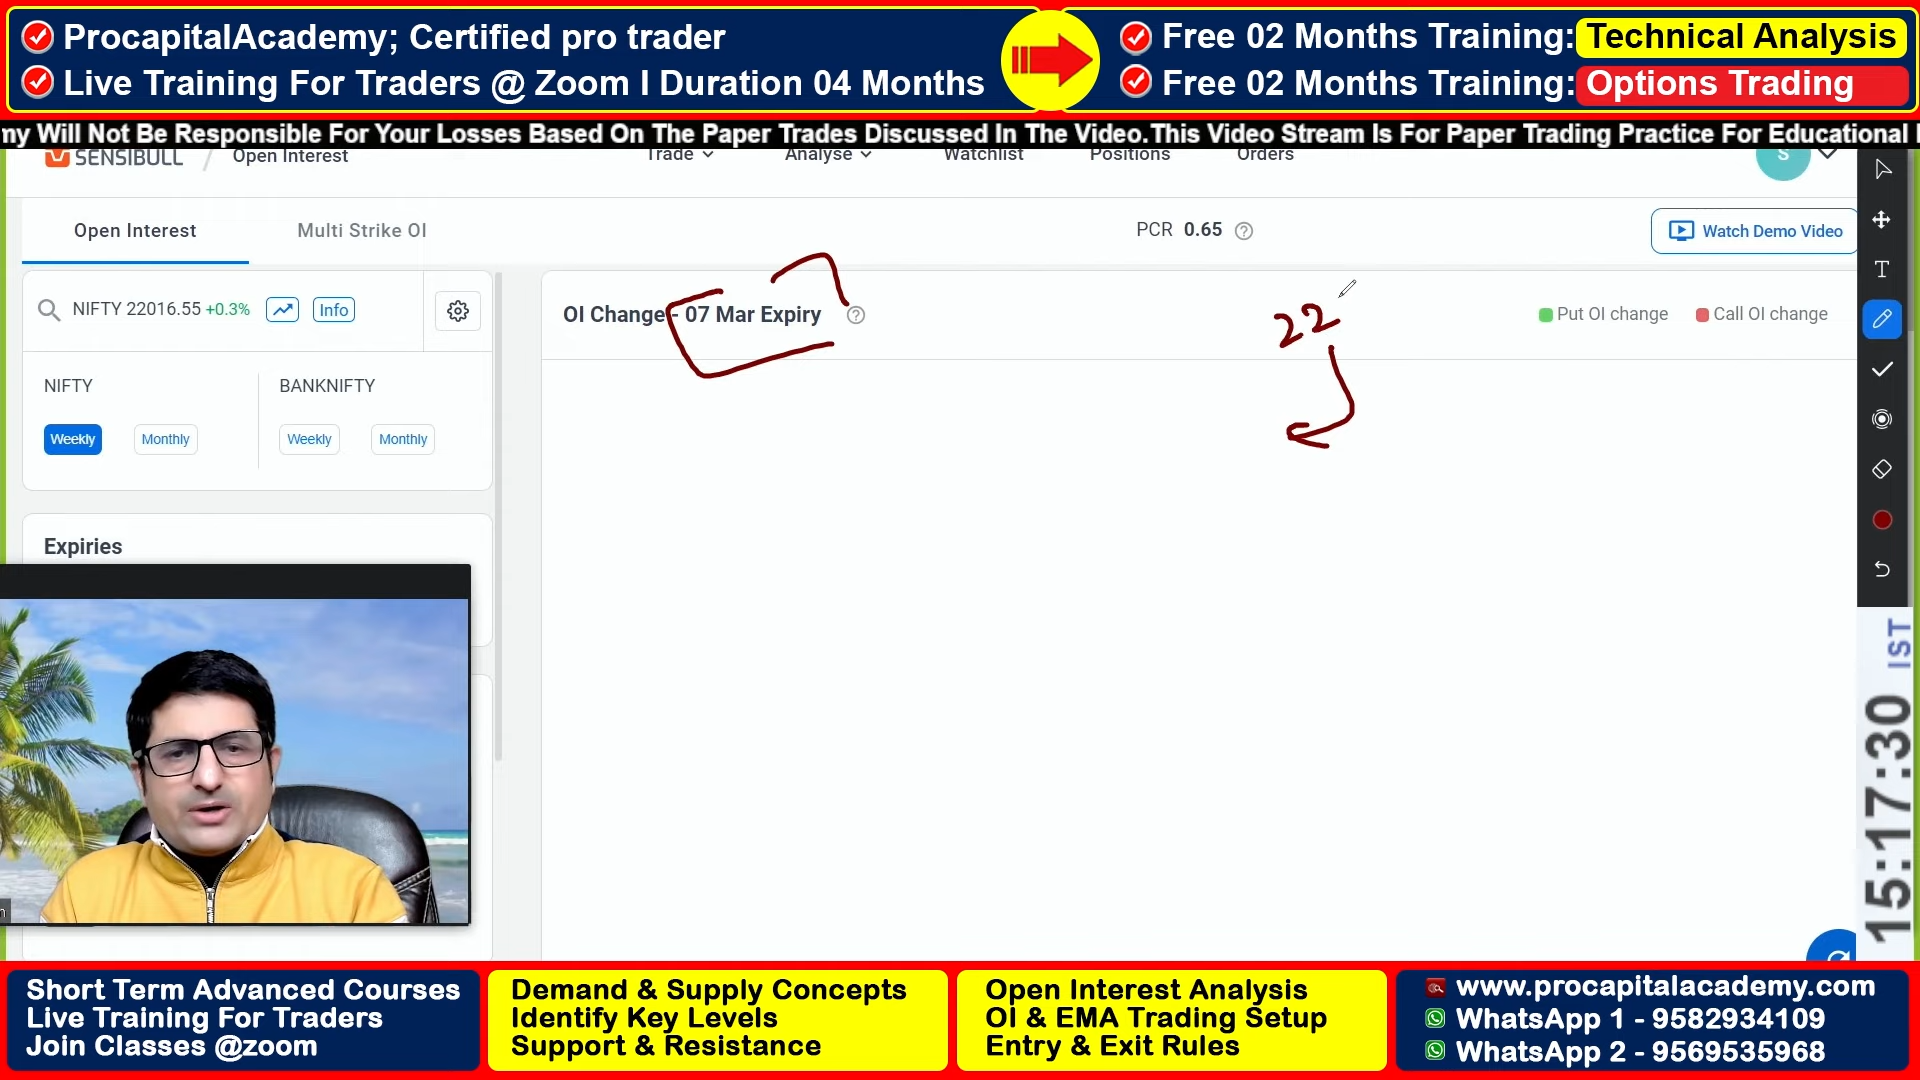 ProcapitalAcademy; Certified pro trader
Live Training For Traders @ Zoom I Duration 04 Months
Free 02 Months Training: Technical Analysis
Free 02 Months Training: Options Trading
my Will Not Be Responsible For Your Losses Based On The Paper Trades Discussed In The Video.This Video Stream Is For Paper Trading Practice For Educational
SENSIBULL / Open Interest Trade Analyse Watchlist Positions Orders S
Open Interest Multi Strike OI PCR 0.65 ? Watch Demo Video
NIFTY 22016.55 +0.3% Info
OI Change - 07 Mar Expiry ?
22
Put OI change Call OI change
T
NIFTY BANKNIFTY
Weekly Monthly Weekly Monthly
Expiries
15:17:30 IST
Short Term Advanced Courses
Live Training For Traders
Join Classes @zoom
Demand & Supply Concepts
Identify Key Levels
Support & Resistance
Open Interest Analysis
OI & EMA Trading Setup
Entry & Exit Rules
www.procapitalacademy.com
WhatsApp 1 - 9582934109
WhatsApp 2 - 9569535968